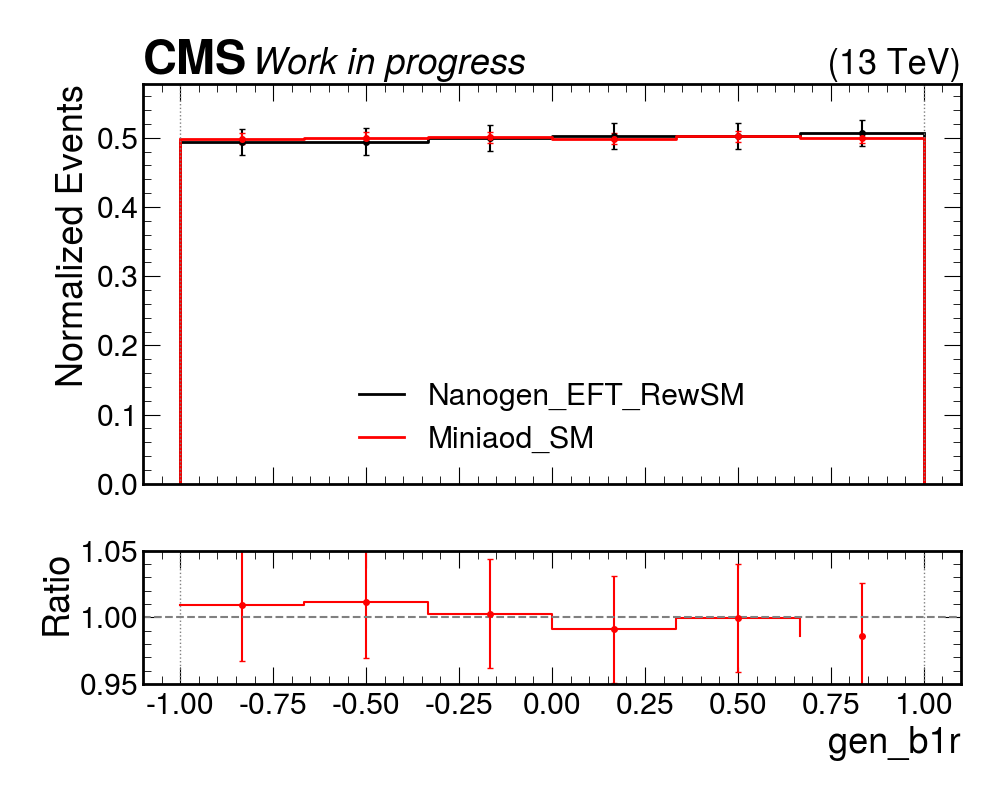 CMS Work in progress (13 TeV)
Normalized Events
0.5
0.4
0.3
0.2
0.1
0.0
Nanogen_EFT_RewSM
Miniaod_SM
Ratio
1.05
1.00
0.95
-1.00 -0.75 -0.50 -0.25 0.00 0.25 0.50 0.75 1.00
gen_b1r